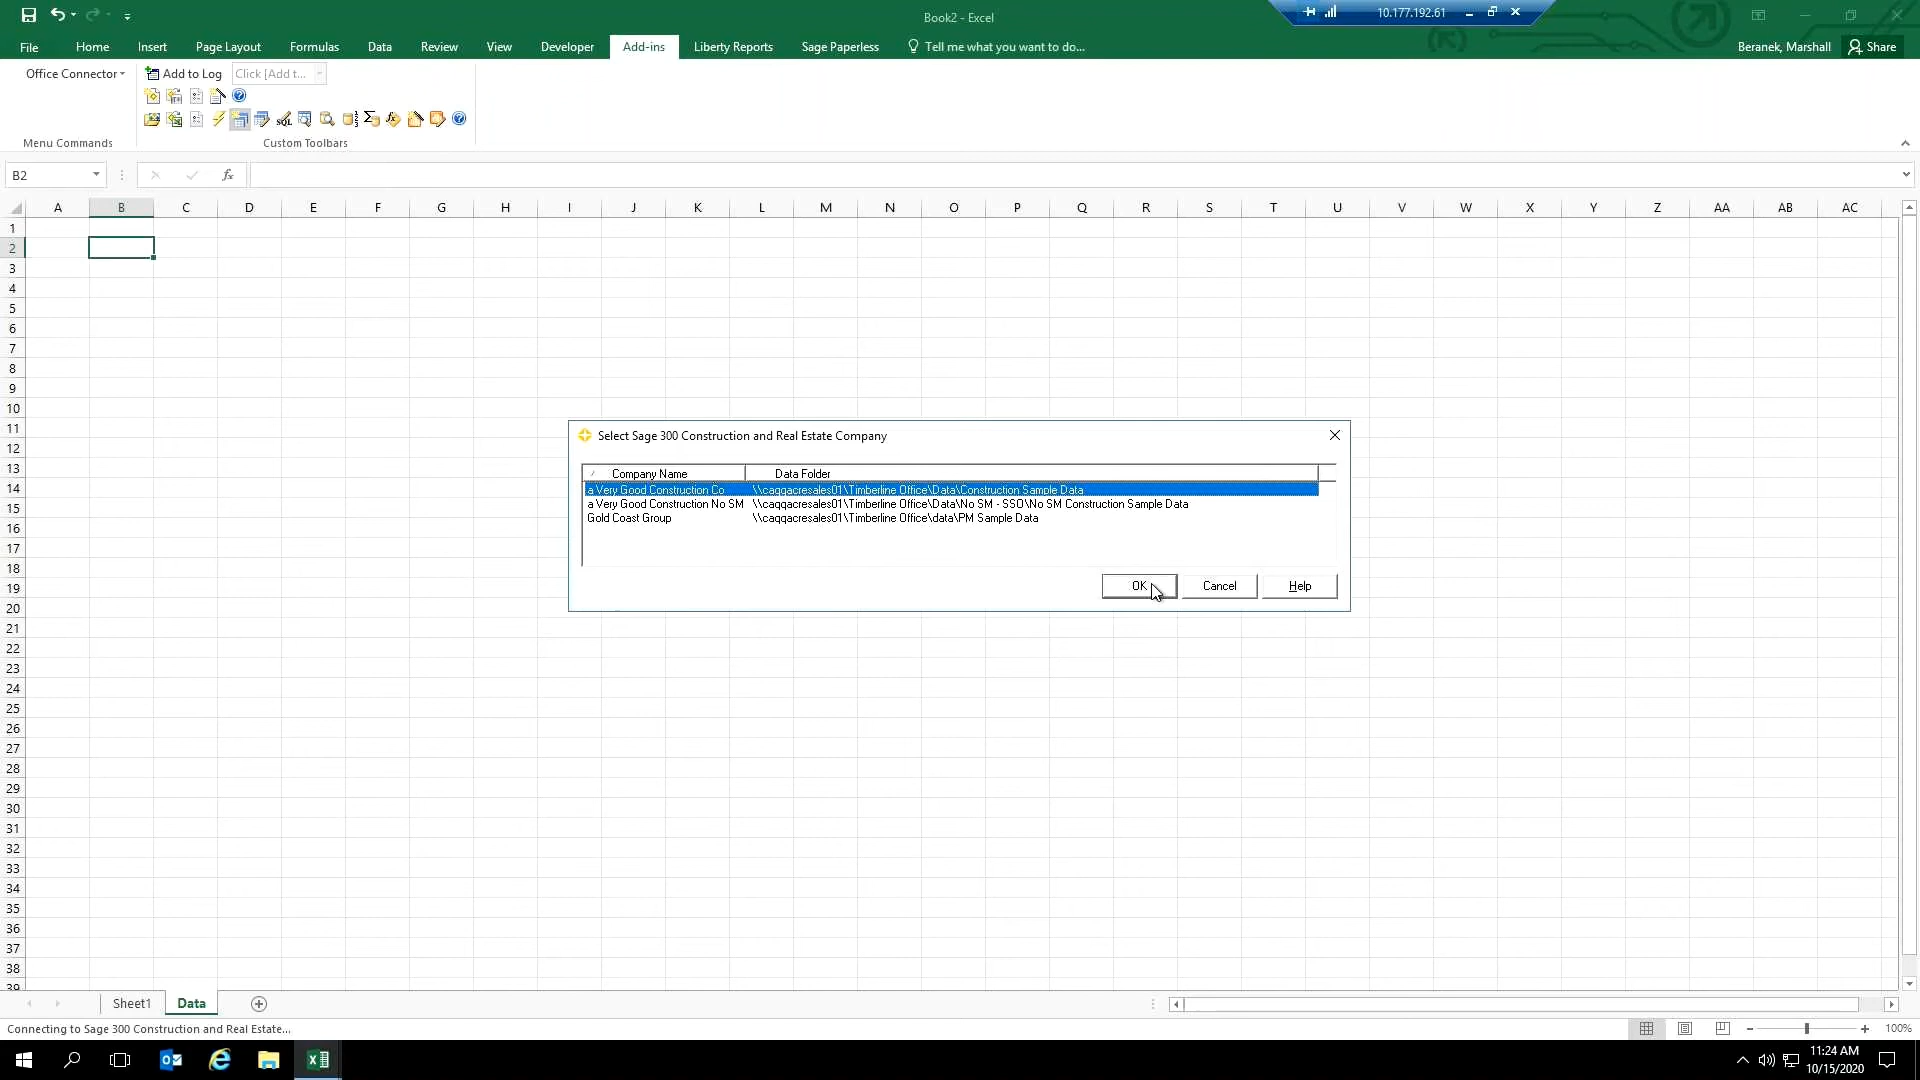 Book2 - Excel
10.177.192.61
File Home Insert Page Layout Formulas Data Review View Developer Add-ins Liberty Reports Sage Paperless Tell me what you want to do...
Beranek, Marshall Share
Office Connector
Add to Log Click [Add t...
SQL
Menu Commands Custom Toolbars
B2 fx
A B C D E F G H I J K L M N O P Q R S T U V W X Y Z AA AB AC
1
2
3
4
5
6
7
8
9
10
11
12
13
14
15
16
17
18
19
20
21
22
23
24
25
26
27
28
29
30
31
32
33
34
35
36
37
38
39
Select Sage 300 Construction and Real Estate Company
Company Name Data Folder
a Very Good Construction Co \\caqqacresales01\Timberline Office\Data\Construction Sample Data
a Very Good Construction No SM \\caqqacresales01\Timberline Office\Data\No SM - SSO\No SM Construction Sample Data
Gold Coast Group \\caqqacresales01\Timberline Office\data\PM Sample Data
OK Cancel Help
Sheet1 Data
Connecting to Sage 300 Construction and Real Estate...
100%
11:24 AM
10/15/2020